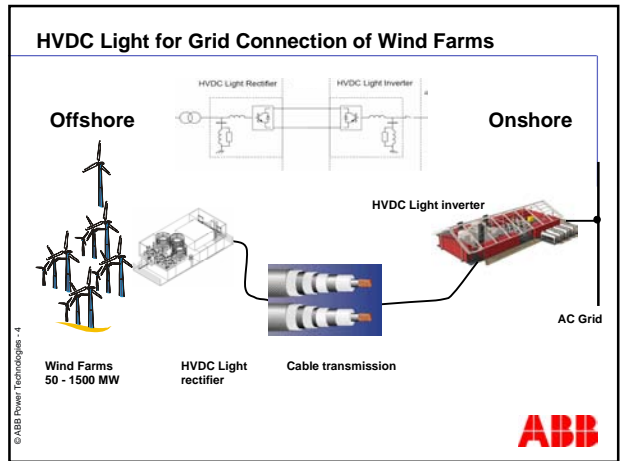 HVDC Light for Grid Connection of Wind Farms
HVDC Light Rectifier
HVDC Light Inverter
Offshore
Onshore
HVDC Light inverter
AC Grid
Wind Farms
50 - 1500 MW
HVDC Light
rectifier
Cable transmission
© ABB Power Technologies - 4
ABB